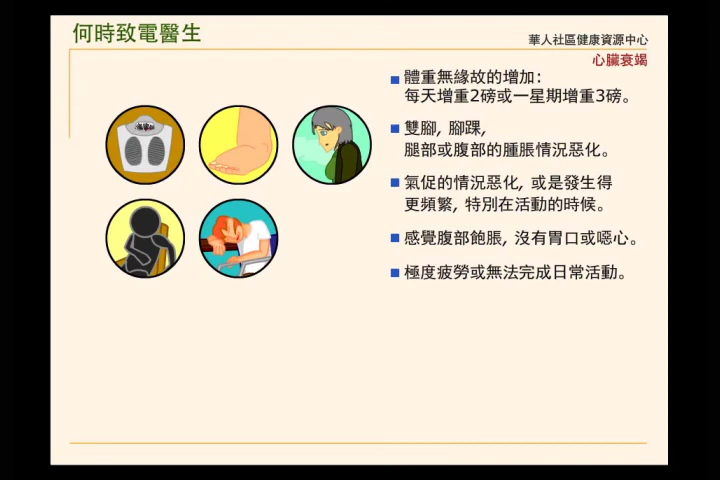 何時致電醫生
華人社區健康資源中心
心臟衰竭
體重無緣故的增加：
每天增重2磅或一星期增重3磅。
雙腳, 腳踝,
腿部或腹部的腫脹情況惡化。
氣促的情況惡化, 或是發生得
更頻繁, 特別在活動的時候。
感覺腹部飽脹, 沒有胃口或噁心。
極度疲勞或無法完成日常活動。